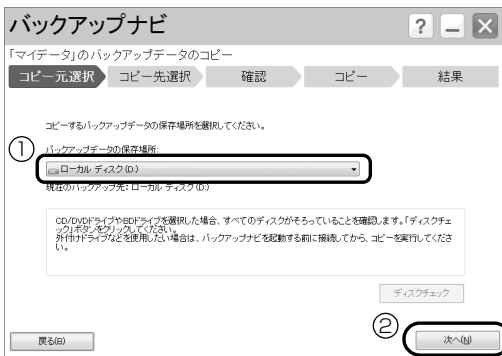 バックアップナビ
? – ×
「マイデータ」のバックアップデータのコピー
コピー元選択 コピー先選択 確認 コピー 結果
コピーするバックアップデータの保存場所を選択してください。
①
バックアップデータの保存場所:
ローカル ディスク (D:)
現在のバックアップ先: ローカル ディスク (D:)
CD/DVDドライブやBDドライブを選択した場合、すべてのディスクがそろっていることを確認します。「ディスクチェ
ック」ボタンをクリックしてください。
外付けドライブなどを使用したい場合は、バックアップナビを起動する前に接続してから、コピーを実行してくださ
い。
ディスクチェック
②
戻る(B) 次へ(N)